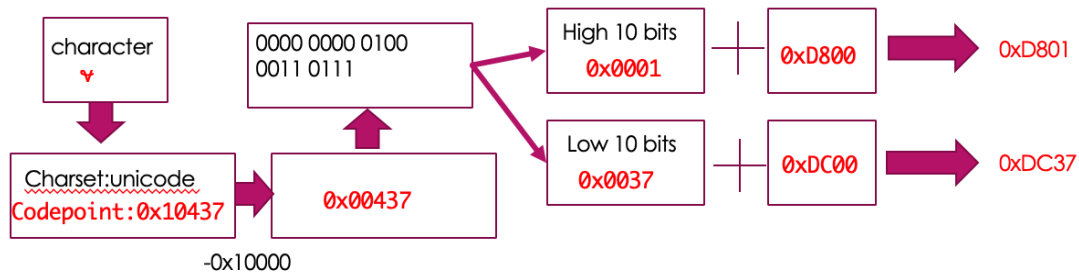 character
𐐷
Charset:unicode
Codepoint:0x10437
-0x10000
0x00437
0000 0000 0100
0011 0111
High 10 bits
0x0001
+
0xD800
0xD801
Low 10 bits
0x0037
+
0xDC00
0xDC37